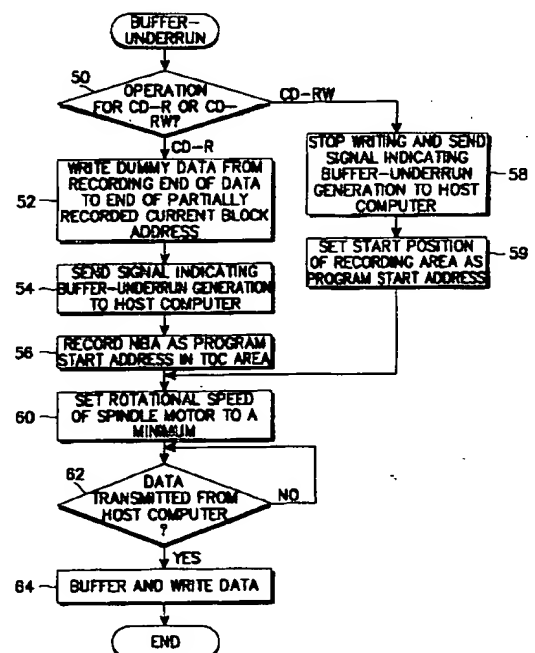 BUFFER-
UNDERRUN
50
OPERATION
FOR CD-R OR CD-
RW?
CD-RW
CD-R
52
WRITE DUMMY DATA FROM
RECORDING END OF DATA
TO END OF PARTIALLY
RECORDED CURRENT BLOCK
ADDRESS
STOP WRITING AND SEND
SIGNAL INDICATING
BUFFER-UNDERRUN
GENERATION TO HOST
COMPUTER
58
54
SEND SIGNAL INDICATING
BUFFER-UNDERRUN GENERATION
TO HOST COMPUTER
SET START POSITION
OF RECORDING AREA AS
PROGRAM START ADDRESS
59
56
RECORD NBA AS PROGRAM
START ADDRESS IN TOC AREA
60
SET ROTATIONAL SPEED
OF SPINDLE MOTOR TO A
MINIMUM
62
DATA
TRANSMITTED FROM
HOST COMPUTER
?
NO
YES
64
BUFFER AND WRITE DATA
END